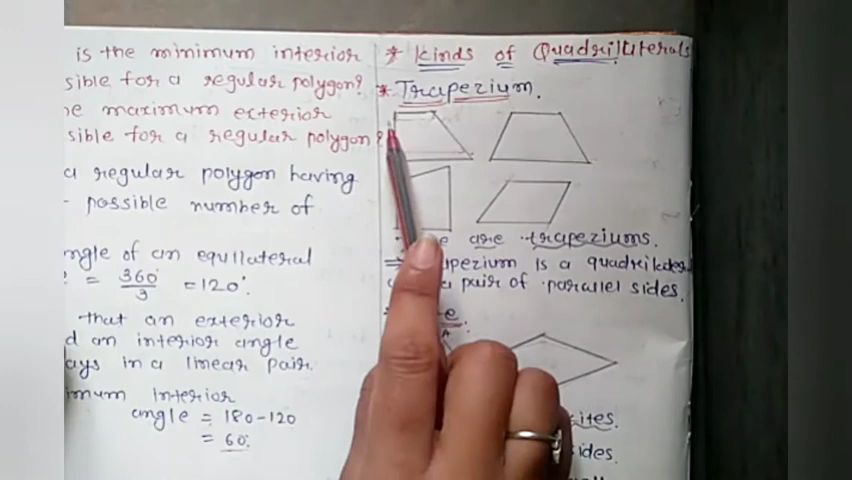 is the minimum interior
sible for a regular polygon?
maximum exterior
sible for a regular polygon?
a regular polygon having
possible number of
ngle of an equilateral
= 360°/3 = 120°.
that an exterior
d an interior angle
ays in a linear pair.
imum interior
angle = 180-120
= 60°.
* Kinds of Quadrilaterals
* Trapezium.
are trapeziums.
⇒ apezium is a quadrilateral
a pair of parallel sides.
ites.
sides.